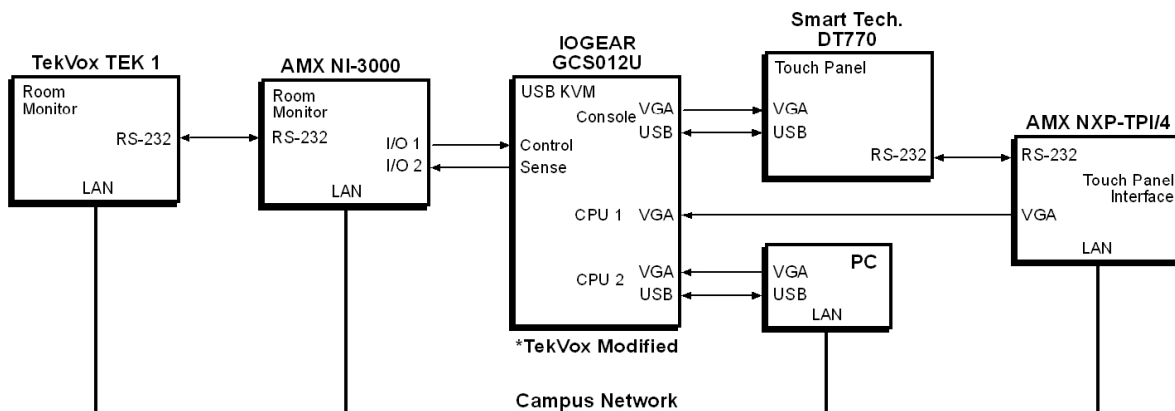 TekVox TEK 1
Room
Monitor
RS-232
LAN
AMX NI-3000
Room
Monitor
RS-232
I/O 1
I/O 2
LAN
IOGEAR
GCS012U
USB KVM
Console
VGA
USB
Control
Sense
CPU 1
VGA
CPU 2
VGA
USB
*TekVox Modified
Smart Tech.
DT770
Touch Panel
VGA
USB
RS-232
PC
VGA
USB
LAN
AMX NXP-TPI/4
RS-232
Touch Panel
Interface
VGA
LAN
Campus Network